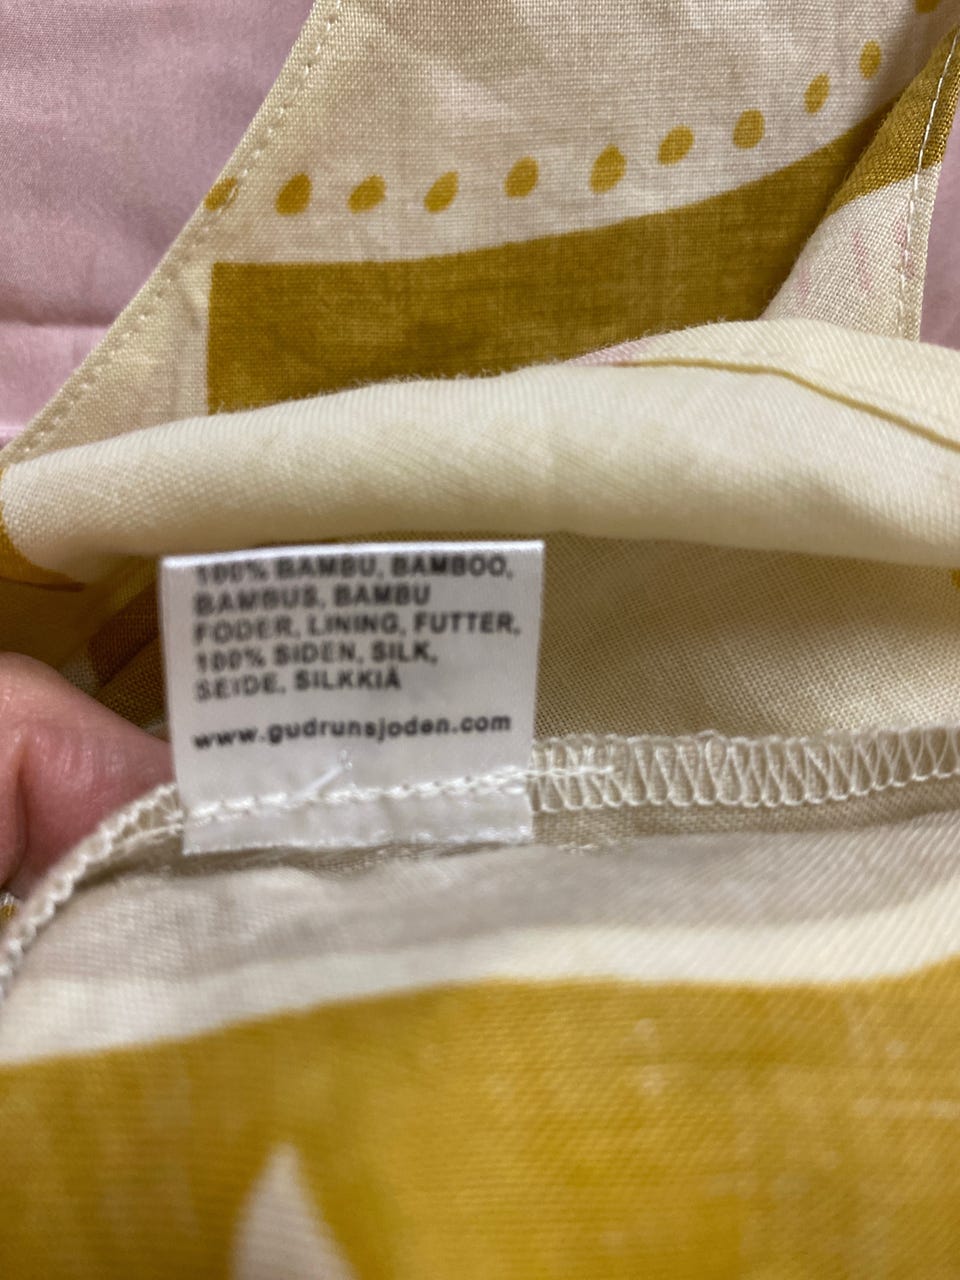 100% BAMBU, BAMBOO,
BAMBUS, BAMBU
FODER, LINING, FUTTER,
100% SIDEN, SILK,
SEIDE, SILKKIÄ
www.gudrunsjoden.com